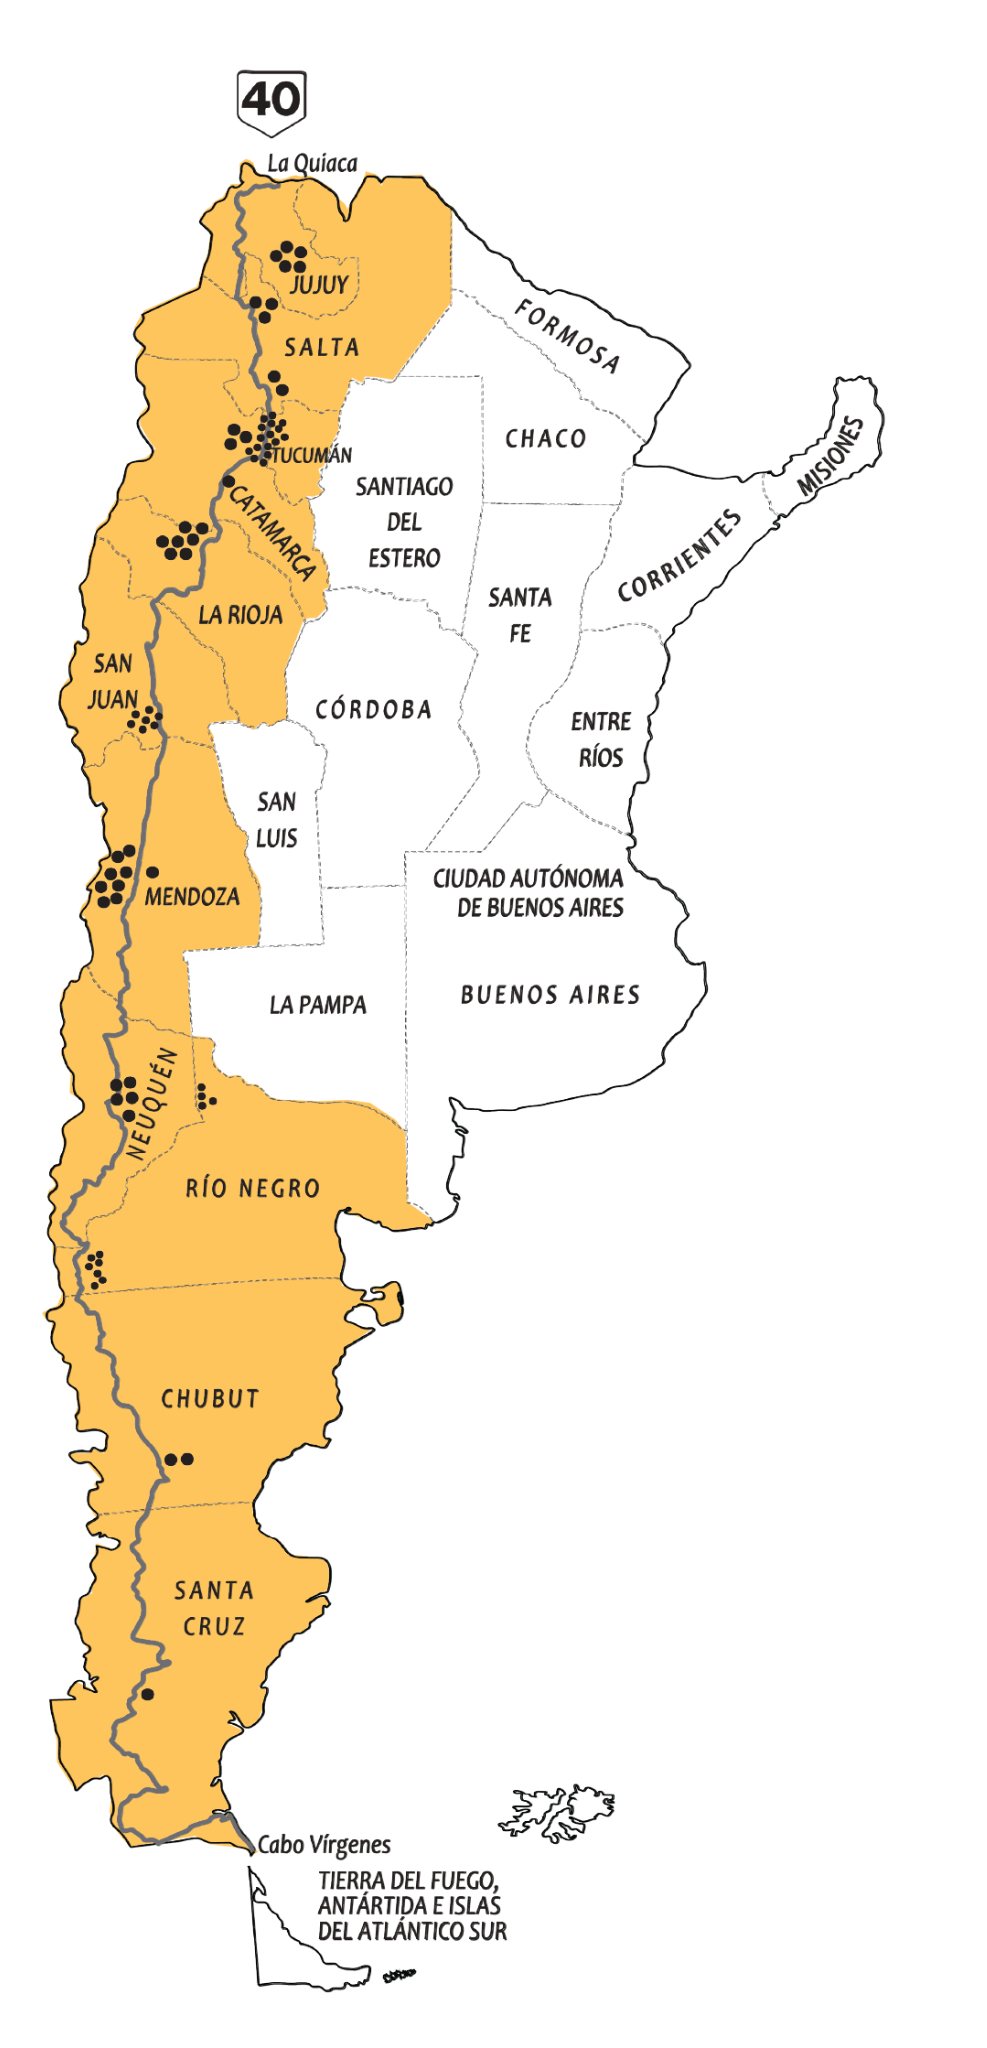 40
La Quiaca
JUJUY
SALTA
FORMOSA
CHACO
MISIONES
TUCUMÁN
SANTIAGO
DEL
ESTERO
CATAMARCA
CORRIENTES
LA RIOJA
SANTA
FE
SAN
JUAN
CÓRDOBA
ENTRE
RÍOS
SAN
LUIS
MENDOZA
CIUDAD AUTÓNOMA
DE BUENOS AIRES
LA PAMPA
BUENOS AIRES
NEUQUÉN
RÍO NEGRO
CHUBUT
SANTA
CRUZ
Cabo Vírgenes
TIERRA DEL FUEGO,
ANTÁRTIDA E ISLAS
DEL ATLÁNTICO SUR